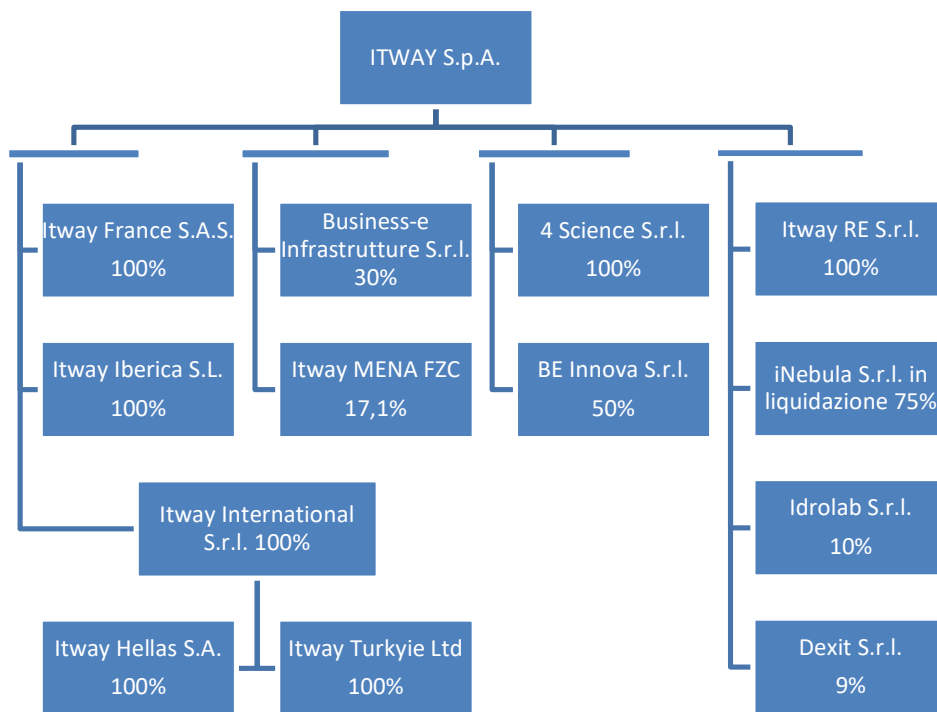 ITWAY S.p.A.
Itway France S.A.S.
100%
Business-e
Infrastrutture S.r.l.
30%
4 Science S.r.l.
100%
Itway RE S.r.l.
100%
Itway Iberica S.L.
100%
Itway MENA FZC
17,1%
BE Innova S.r.l.
50%
iNebula S.r.l. in
liquidazione 75%
Itway International
S.r.l. 100%
Idrolab S.r.l.
10%
Itway Hellas S.A.
100%
Itway Turkyie Ltd
100%
Dexit S.r.l.
9%